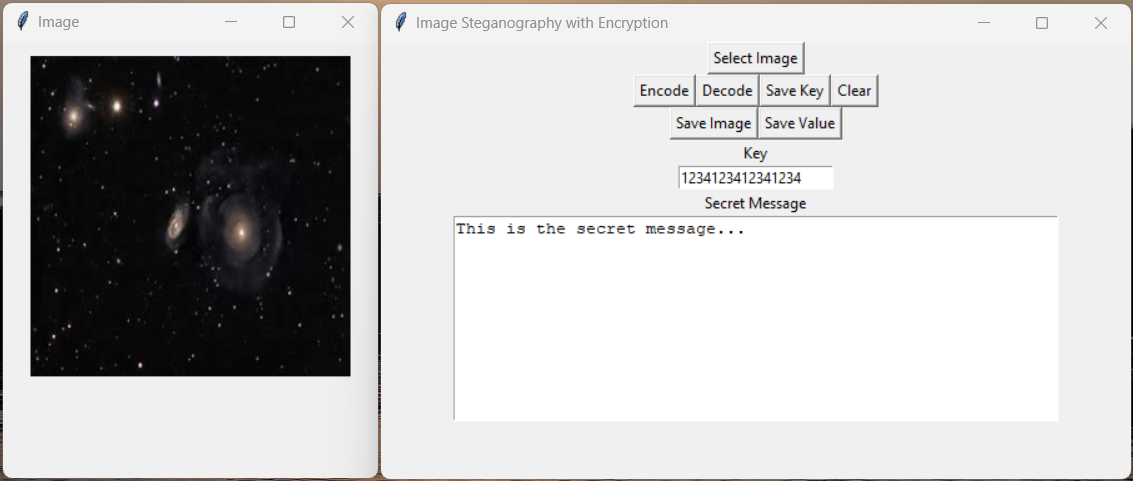 Image
Image Steganography with Encryption
Select Image
Encode Decode Save Key Clear
Save Image Save Value
Key
1234123412341234
Secret Message
This is the secret message...